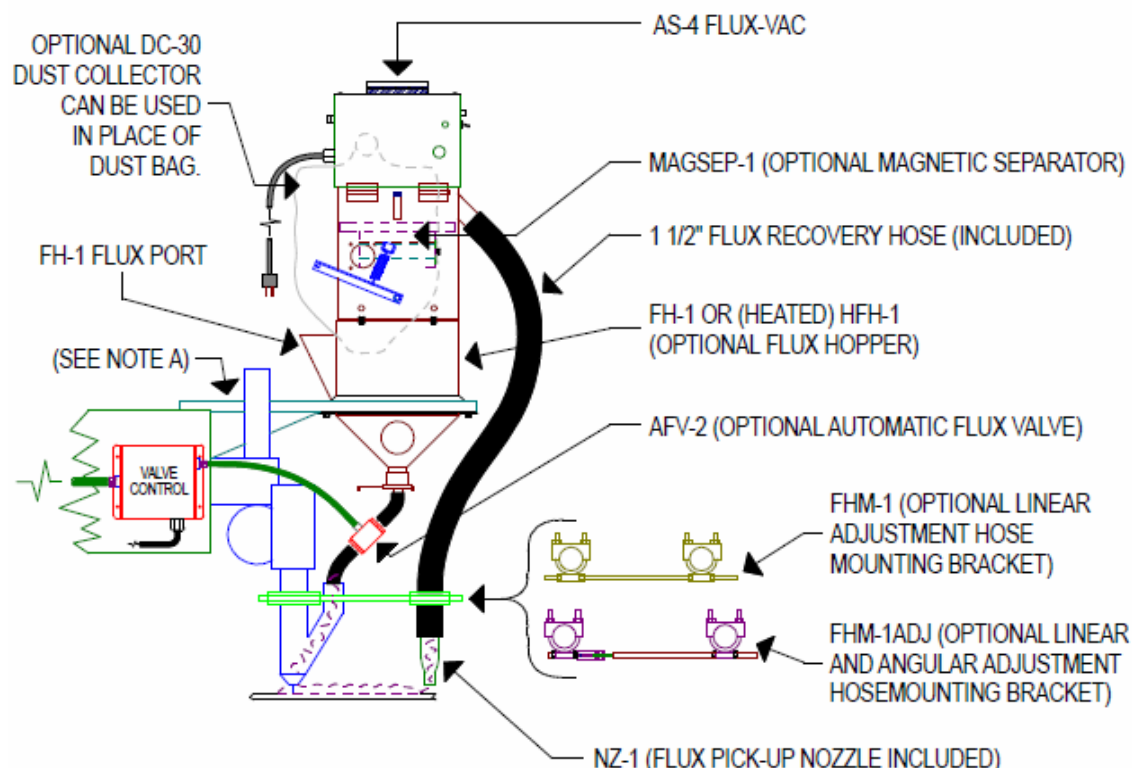 AS-4 FLUX-VAC
OPTIONAL DC-30
DUST COLLECTOR
CAN BE USED
IN PLACE OF
DUST BAG.
MAGSEP-1 (OPTIONAL MAGNETIC SEPARATOR)
1 1/2" FLUX RECOVERY HOSE (INCLUDED)
FH-1 FLUX PORT
FH-1 OR (HEATED) HFH-1
(OPTIONAL FLUX HOPPER)
(SEE NOTE A)
AFV-2 (OPTIONAL AUTOMATIC FLUX VALVE)
VALVE
CONTROL
FHM-1 (OPTIONAL LINEAR
ADJUSTMENT HOSE
MOUNTING BRACKET)
FHM-1ADJ (OPTIONAL LINEAR
AND ANGULAR ADJUSTMENT
HOSEMOUNTING BRACKET)
NZ-1 (FLUX PICK-UP NOZZLE INCLUDED)